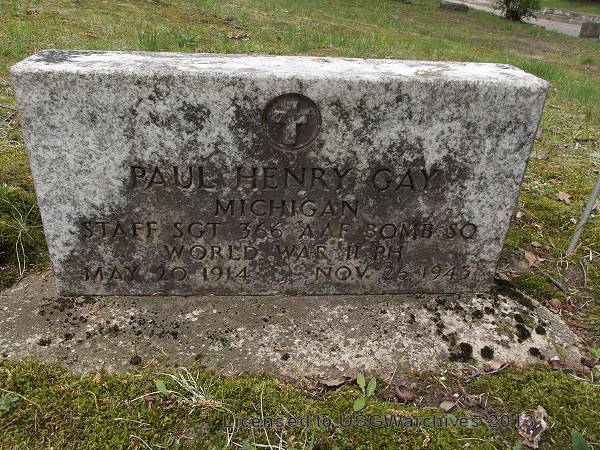 PAUL HENRY GAY
MICHIGAN
STAFF SGT 366 AAF BOMB SQ
WORLD WAR II PH
MAY 20 1914 NOV. 26 1943
Licensed to USGWarchives 2013